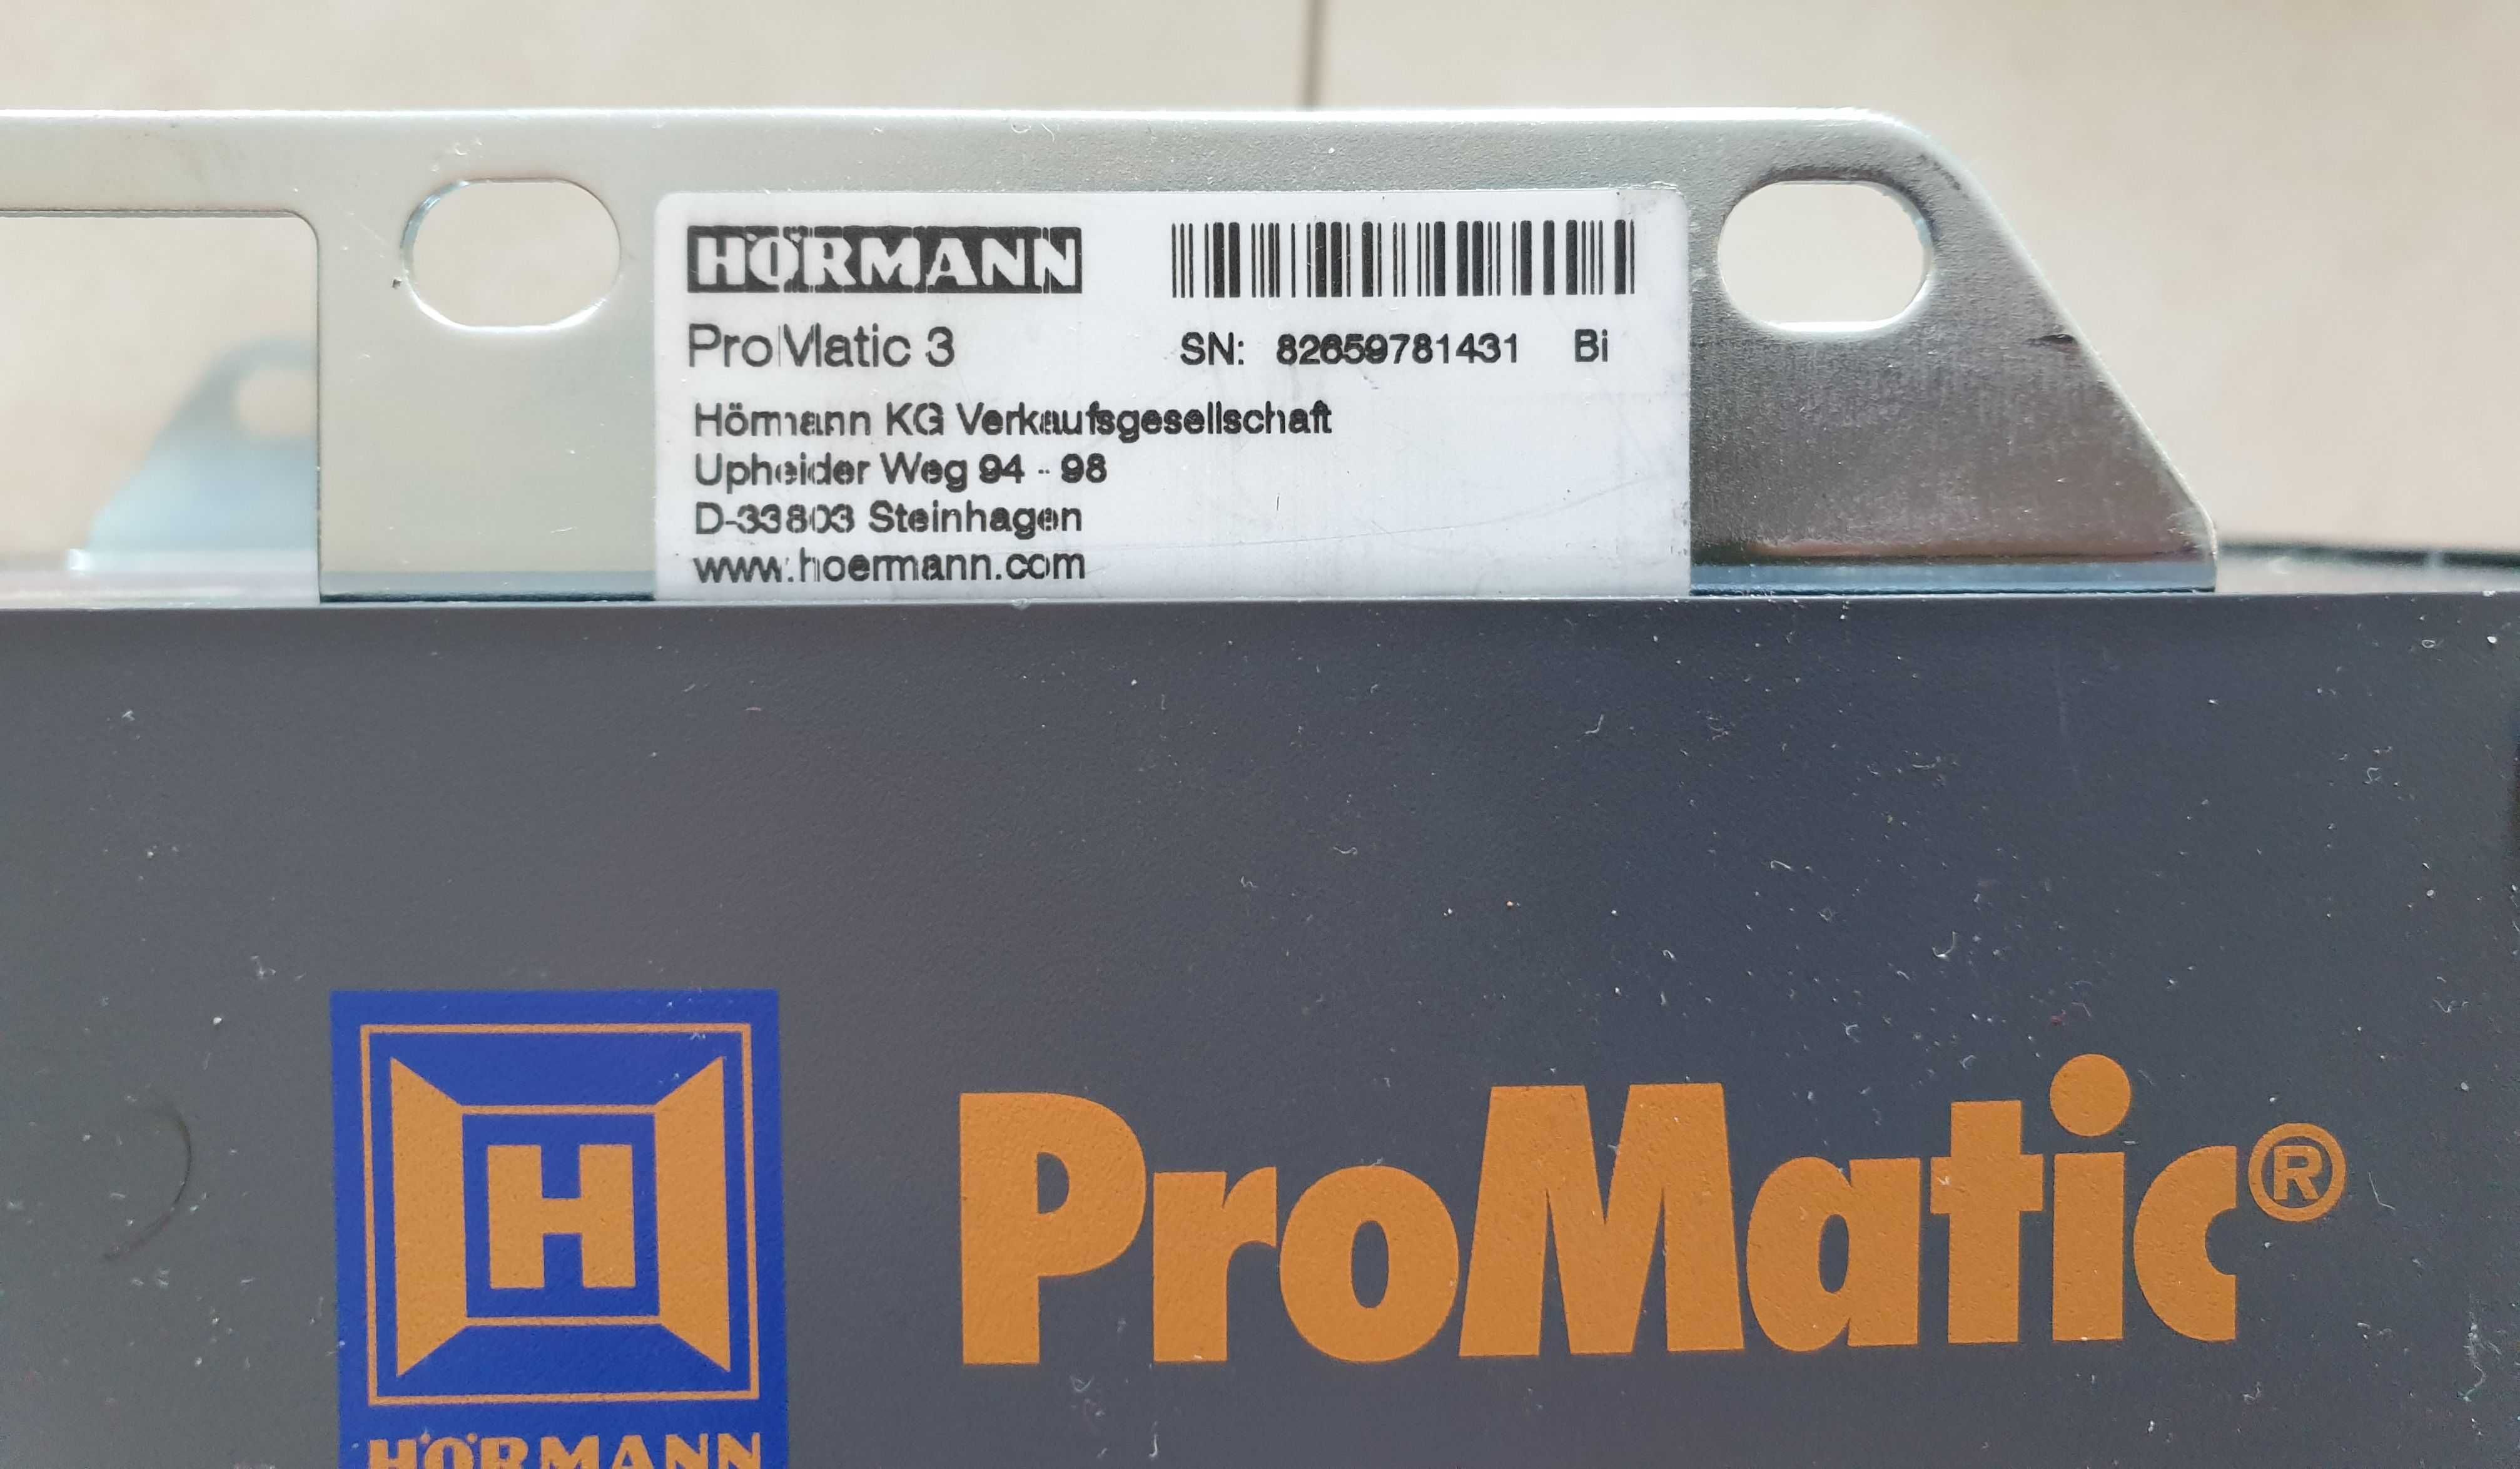 HÖRMANN
ProMatic 3
SN: 82659781431 Bi
Hörmann KG Verkaufsgesellschaft
Upheider Weg 94 - 98
D-33803 Steinhagen
www.hoermann.com
H
HÖRMANN
ProMatic®